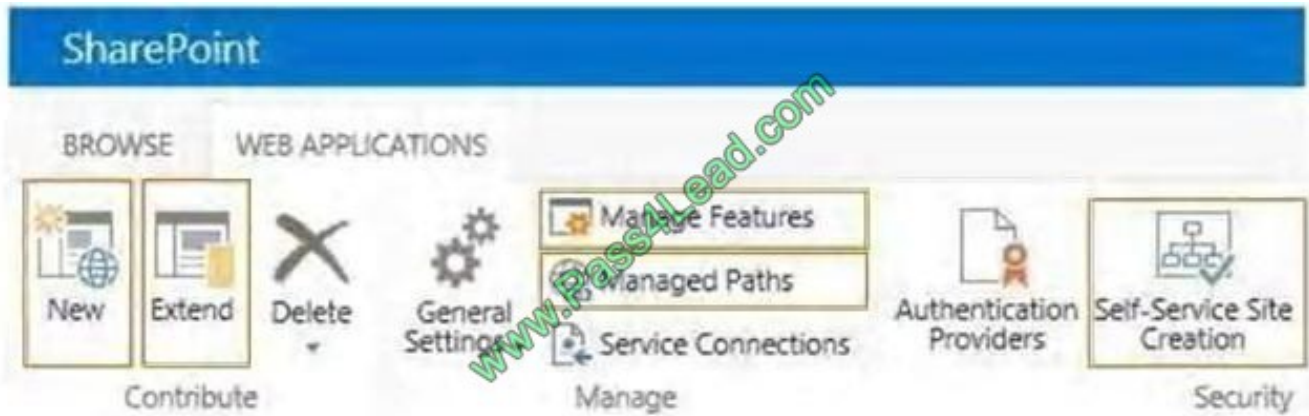 SharePoint
BROWSE WEB APPLICATIONS
New
Extend
Delete
General Settings
Manage Features
Managed Paths
Service Connections
Authentication Providers
Self-Service Site Creation
Contribute
Manage
Security
www.Pass4Lead.com